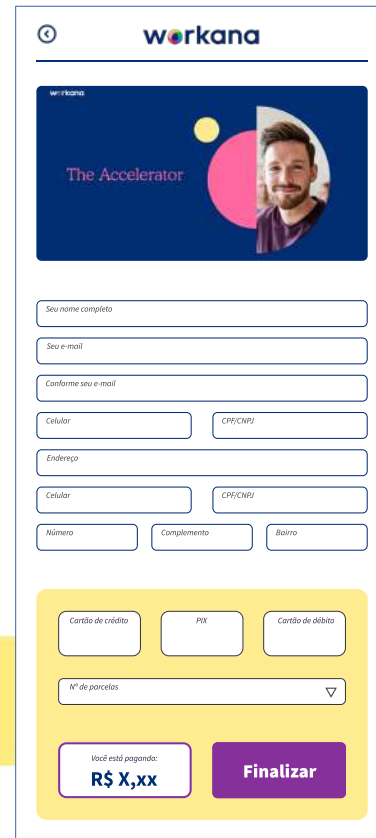 workana
workana
The Accelerator
Seu nome completo
Seu e-mail
Conforme seu e-mail
Celular
CPF/CNPJ
Endereço
Celular
CPF/CNPJ
Número
Complemento
Bairro
Cartão de crédito
PIX
Cartão de débito
Nº de parcelas
Você está pagando:
R$ X,xx
Finalizar